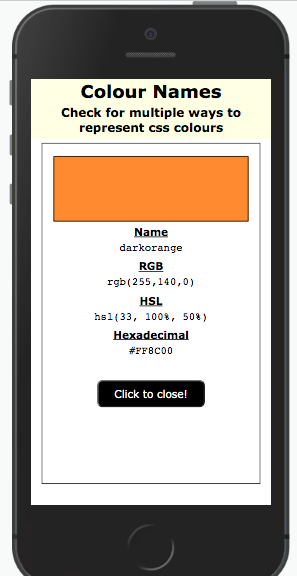 Colour Names
Check for multiple ways to
represent css colours
Name
darkorange
RGB
rgb(255,140,0)
HSL
hsl(33, 100%, 50%)
Hexadecimal
#FF8C00
Click to close!